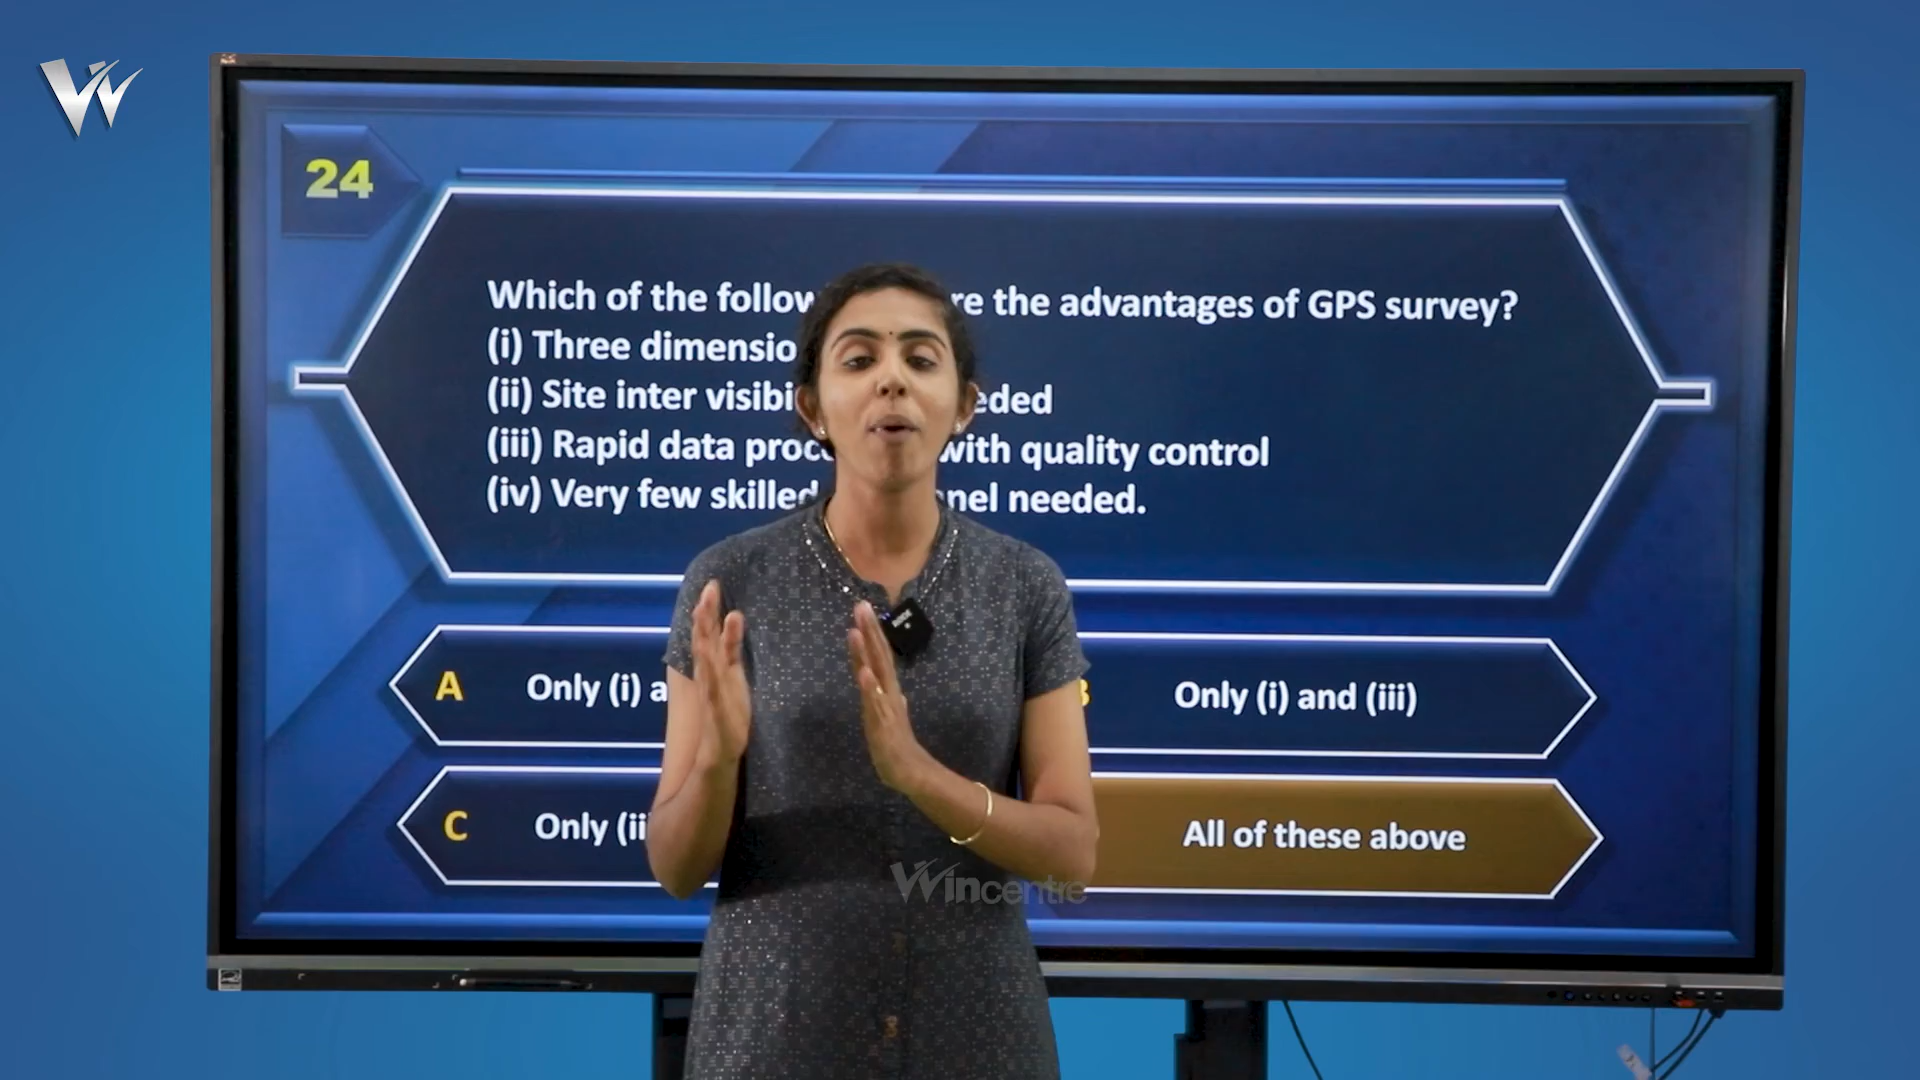 24
Which of the follow re the advantages of GPS survey?
(i) Three dimensio
(ii) Site inter visibi eded
(iii) Rapid data proc with quality control
(iv) Very few skilled nel needed.
A Only (i) a
B Only (i) and (iii)
C Only (ii
All of these above
Wincentre